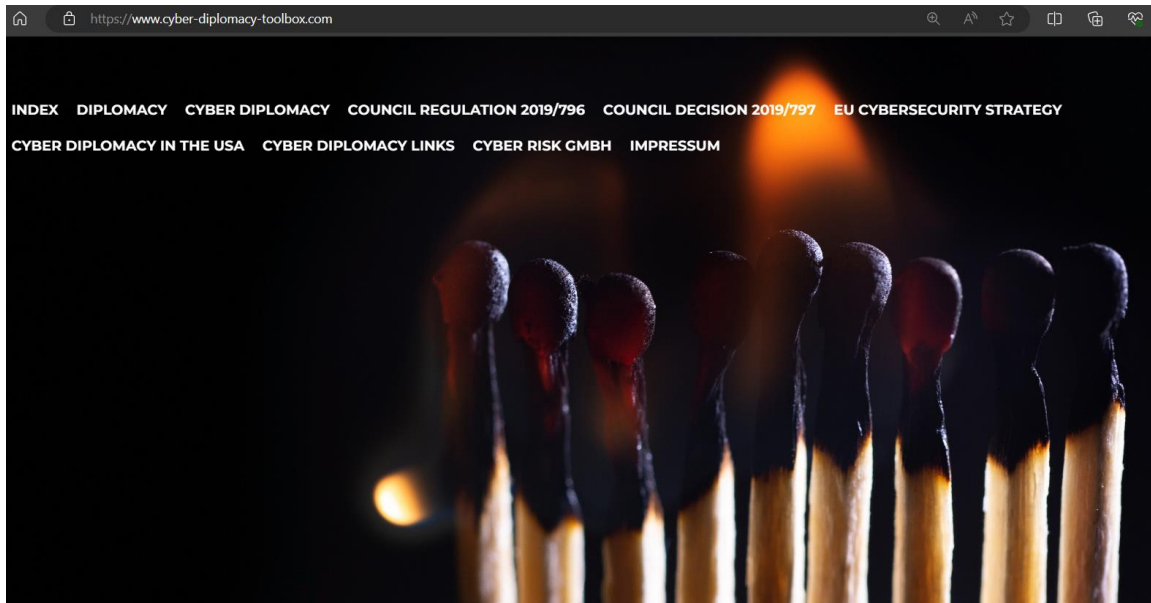 https://www.cyber-diplomacy-toolbox.com
INDEX DIPLOMACY CYBER DIPLOMACY COUNCIL REGULATION 2019/796 COUNCIL DECISION 2019/797 EU CYBERSECURITY STRATEGY
CYBER DIPLOMACY IN THE USA CYBER DIPLOMACY LINKS CYBER RISK GMBH IMPRESSUM